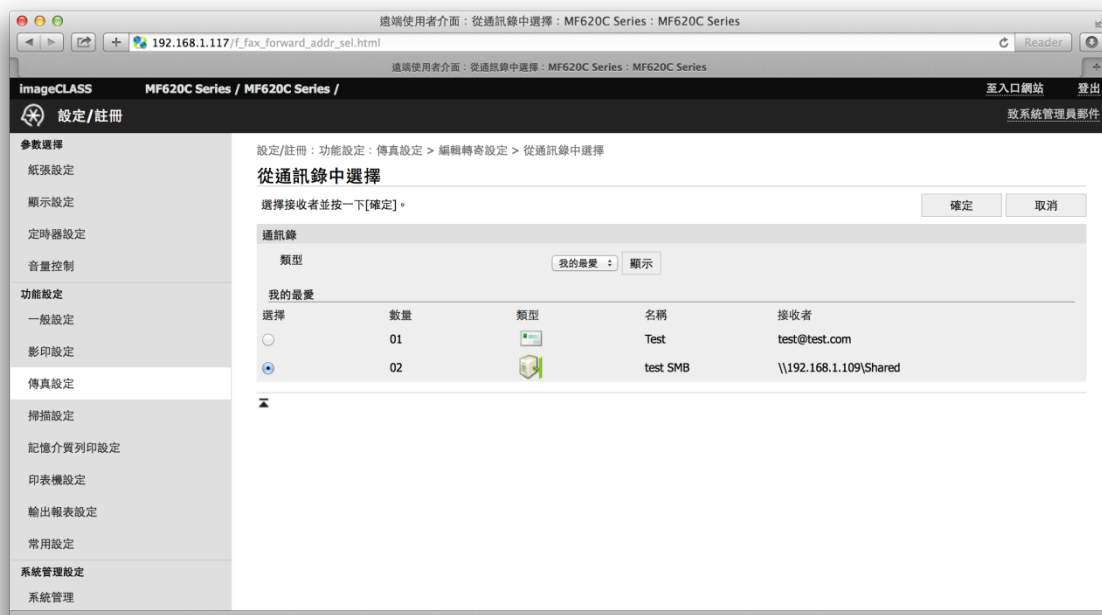 遠端使用者介面：從通訊錄中選擇：MF620C Series：MF620C Series
192.168.1.117/f_fax_forward_addr_sel.html
Reader
遠端使用者介面：從通訊錄中選擇：MF620C Series：MF620C Series
imageCLASS MF620C Series / MF620C Series / 至入口網站 登出
設定/註冊 致系統管理員郵件
參數選擇
紙張設定
顯示設定
定時器設定
音量控制
功能設定
一般設定
影印設定
傳真設定
掃描設定
記憶介質列印設定
印表機設定
輸出報表設定
常用設定
系統管理設定
系統管理
設定/註冊：功能設定：傳真設定 > 編輯轉寄設定 > 從通訊錄中選擇
從通訊錄中選擇
選擇接收者並按一下[確定]。 確定 取消
通訊錄
類型 我的最愛 顯示
我的最愛
選擇 數量 類型 名稱 接收者
01 Test test@test.com
02 test SMB \\192.168.1.109\Shared